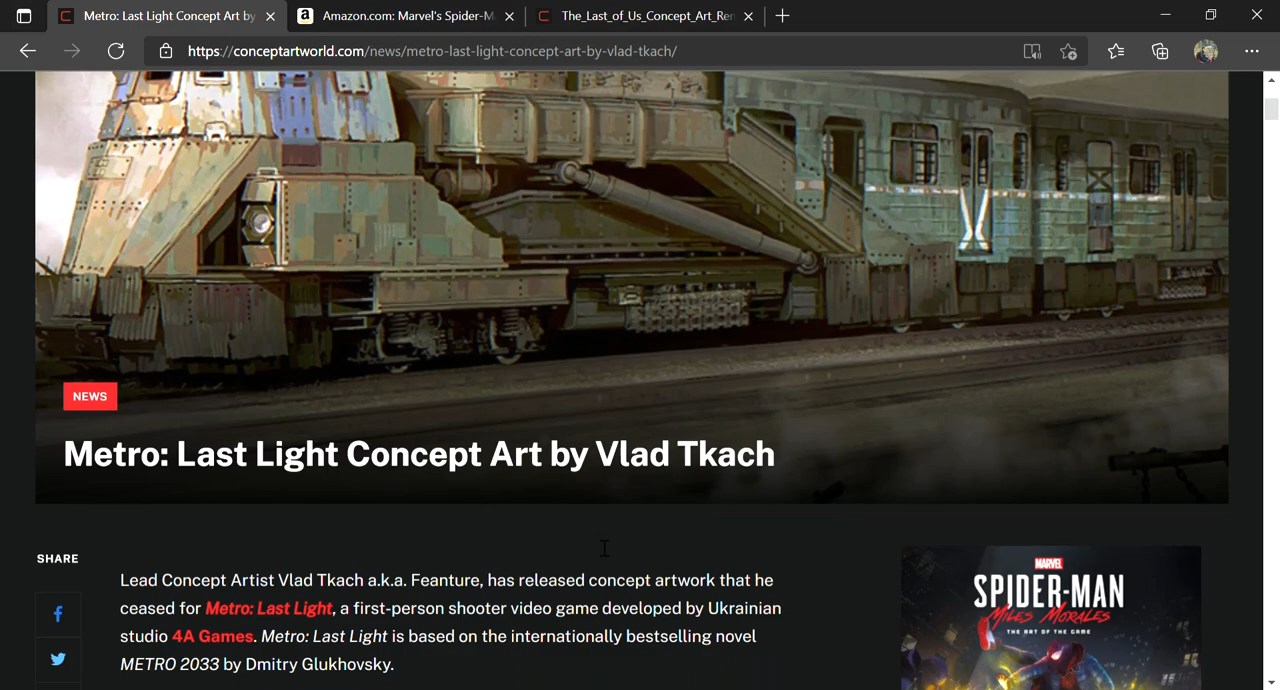 Metro: Last Light Concept Art by
Amazon.com: Marvel's Spider-M
The_Last_of_Us_Concept_Art_Ren
https://conceptartworld.com/news/metro-last-light-concept-art-by-vlad-tkach/
NEWS
Metro: Last Light Concept Art by Vlad Tkach
SHARE
Lead Concept Artist Vlad Tkach a.k.a. Feanture, has released concept artwork that he
ceased for Metro: Last Light, a first-person shooter video game developed by Ukrainian
studio 4A Games. Metro: Last Light is based on the internationally bestselling novel
METRO 2033 by Dmitry Glukhovsky.
MARVEL
SPIDER-MAN
MILES MORALES
THE ART OF THE GAME